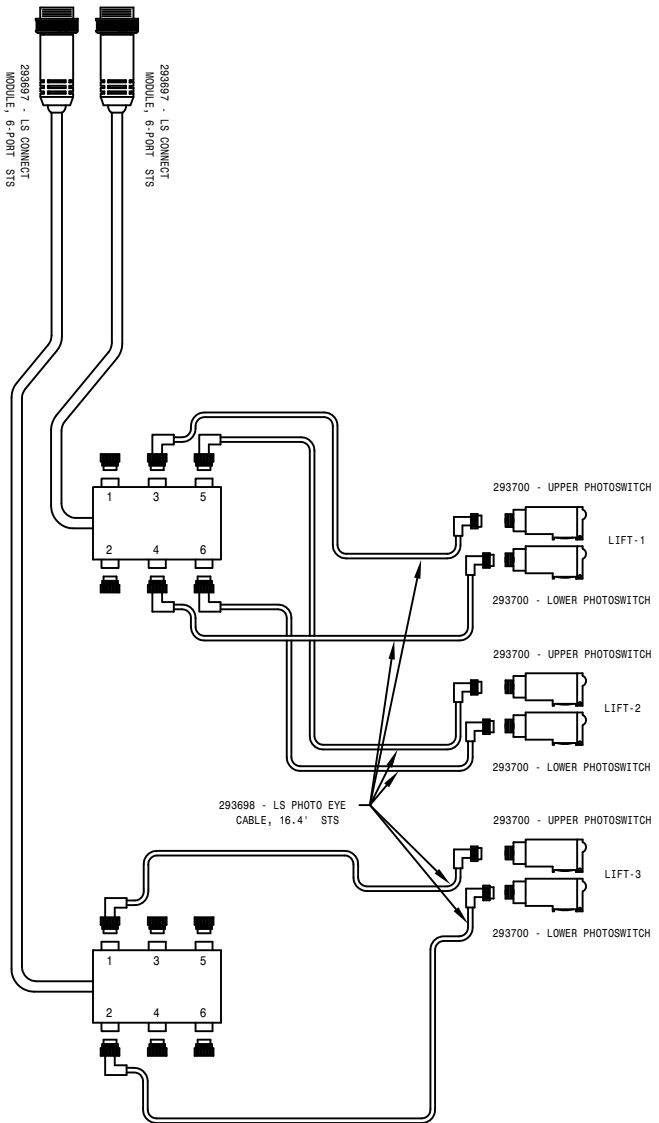 293697 - LS CONNECT
MODULE, 6-PORT STS
293697 - LS CONNECT
MODULE, 6-PORT STS
1 3 5
2 4 6
293700 - UPPER PHOTOSWITCH
LIFT-1
293700 - LOWER PHOTOSWITCH
293700 - UPPER PHOTOSWITCH
LIFT-2
293700 - LOWER PHOTOSWITCH
293698 - LS PHOTO EYE
CABLE, 16.4' STS
293700 - UPPER PHOTOSWITCH
LIFT-3
293700 - LOWER PHOTOSWITCH
1 3 5
2 4 6